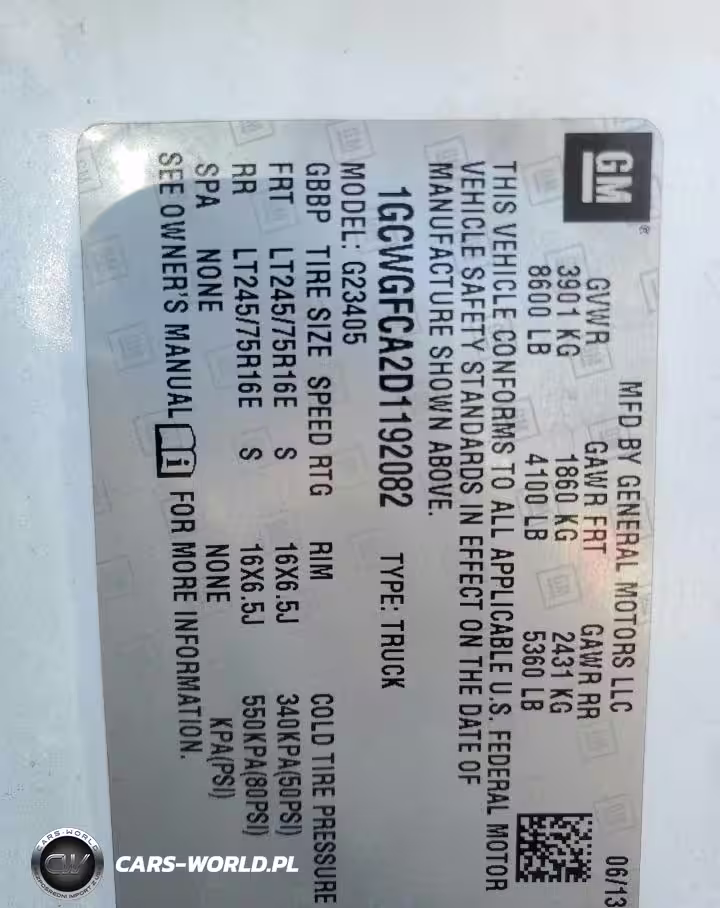 GM®
MFD BY GENERAL MOTORS LLC 06/13
GVWR GAWR FRT GAWR RR
3901 KG 1860 KG 2431 KG
8600 LB 4100 LB 5360 LB
THIS VEHICLE CONFORMS TO ALL APPLICABLE U.S. FEDERAL MOTOR
VEHICLE SAFETY STANDARDS IN EFFECT ON THE DATE OF
MANUFACTURE SHOWN ABOVE.
1GCWGFCA2D1192082 TYPE: TRUCK
MODEL: G23405
GBBP TIRE SIZE SPEED RTG RIM COLD TIRE PRESSURE
FRT LT245/75R16E S 16X6.5J 340KPA(50PSI)
RR LT245/75R16E S 16X6.5J 550KPA(80PSI)
SPA NONE NONE KPA(PSI)
SEE OWNER'S MANUAL i FOR MORE INFORMATION.
CARS-WORLD.PL